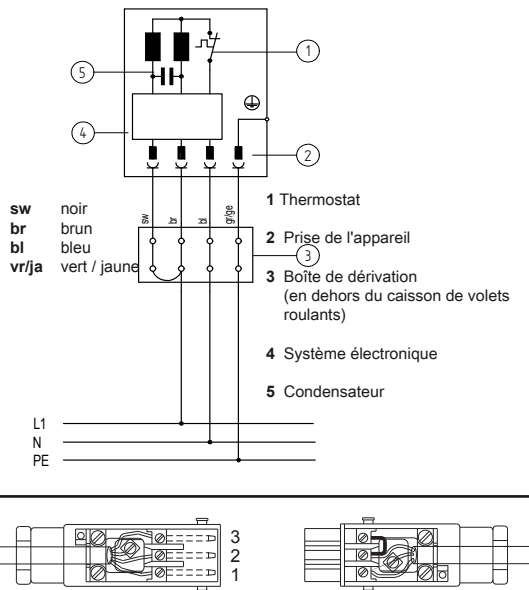 1
5
4
2
sw noir
br brun
bl bleu
vr/ja vert / jaune
sw
br
bl
gr/ge
3
1 Thermostat
2 Prise de l'appareil
3 Boîte de dérivation
(en dehors du caisson de volets
roulants)
4 Système électronique
5 Condensateur
L1
N
PE
3
2
1